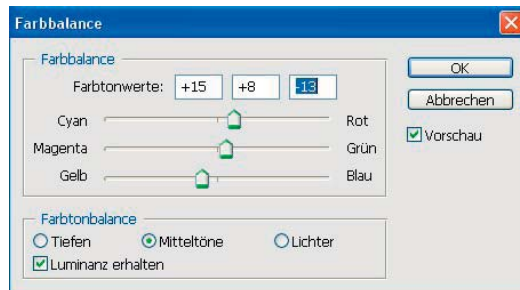 Farbbalance
Farbbalance
Farbtonwerte: +15 +8 -13
Cyan Rot
Magenta Grün
Gelb Blau
Farbtonbalance
Tiefen Mitteltöne Lichter
Luminanz erhalten
OK
Abbrechen
Vorschau